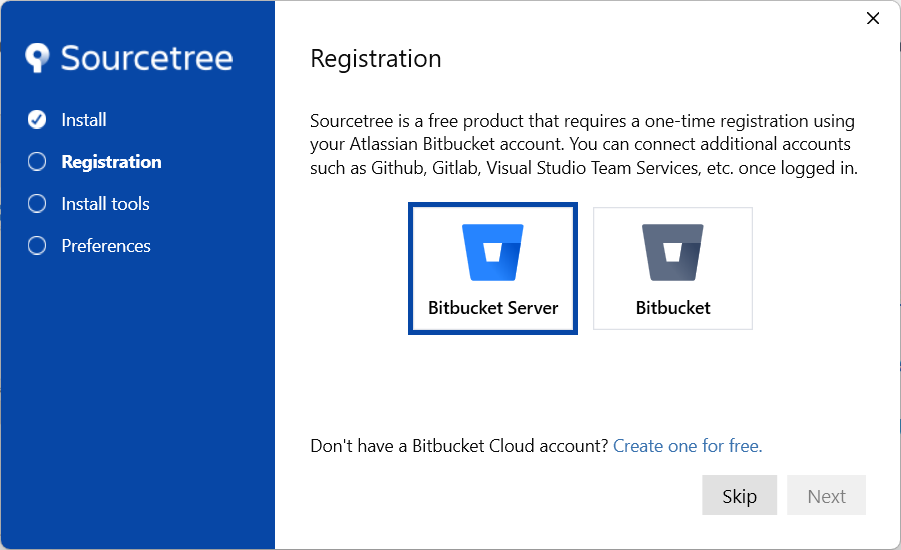 Sourcetree
Install
Registration
Install tools
Preferences
Registration
Sourcetree is a free product that requires a one-time registration using
your Atlassian Bitbucket account. You can connect additional accounts
such as Github, Gitlab, Visual Studio Team Services, etc. once logged in.
Bitbucket Server
Bitbucket
Don't have a Bitbucket Cloud account? Create one for free.
Skip
Next